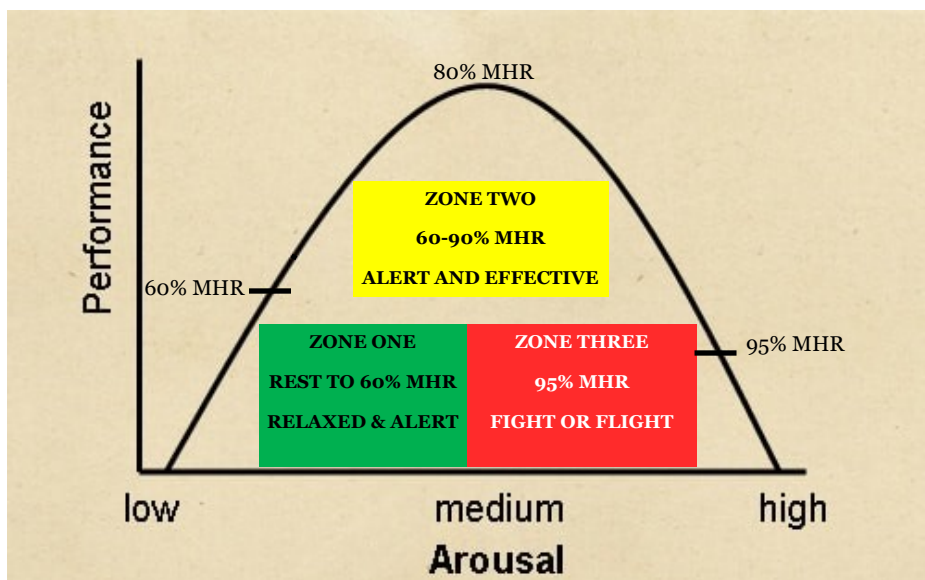 80% MHR
Performance
ZONE TWO
60-90% MHR
ALERT AND EFFECTIVE
60% MHR
ZONE ONE
REST TO 60% MHR
RELAXED & ALERT
ZONE THREE
95% MHR
FIGHT OR FLIGHT
95% MHR
low
medium
high
Arousal